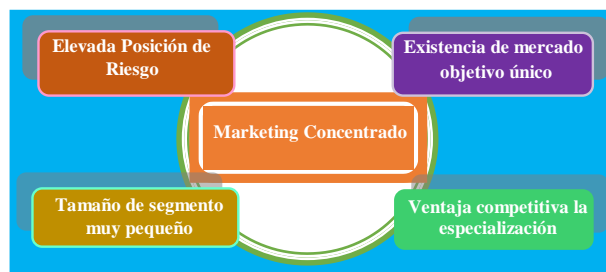 Elevada Posición de
Riesgo
Existencia de mercado
objetivo único
Marketing Concentrado
Tamaño de segmento
muy pequeño
Ventaja competitiva la
especialización